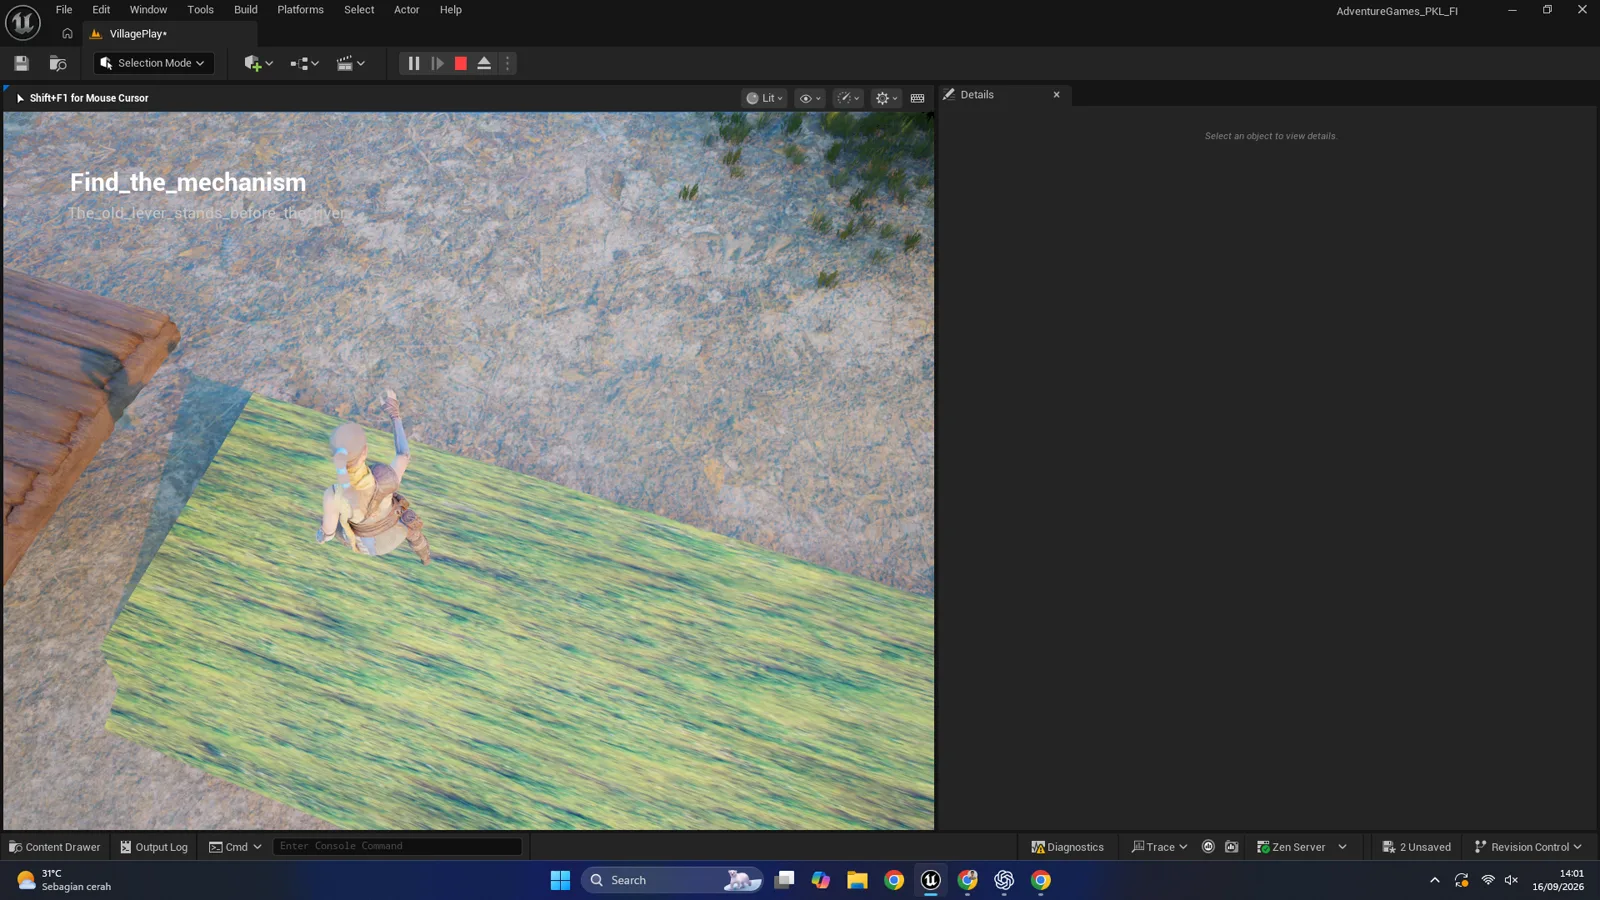 File Edit Window Tools Build Platforms Select Actor Help
AdventureGames_PKL_FI
VillagePlay•
Selection Mode
Shift+F1 for Mouse Cursor
Lit
Details
Select an object to view details.
Find_the_mechanism
The_old_lever_stands_before_the_river
Content Drawer
Output Log
Cmd
Enter Console Command
Diagnostics
Trace
Zen Server
2 Unsaved
Revision Control
31°C
Sebagian cerah
Search
14:01
16/09/2026